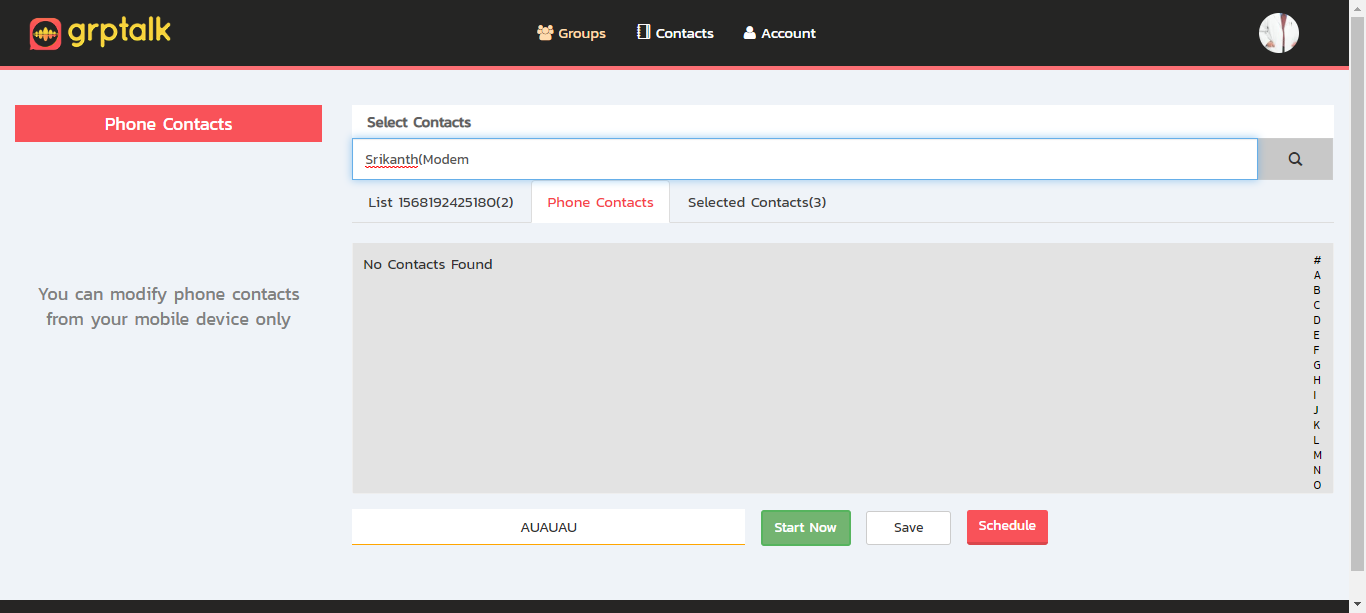 grptalk
Groups Contacts Account
Phone Contacts
You can modify phone contacts
from your mobile device only
Select Contacts
Srikanth(Modem
List 1568192425180(2) Phone Contacts Selected Contacts(3)
No Contacts Found
#
A
B
C
D
E
F
G
H
I
J
K
L
M
N
O
AUAUAU
Start Now Save Schedule